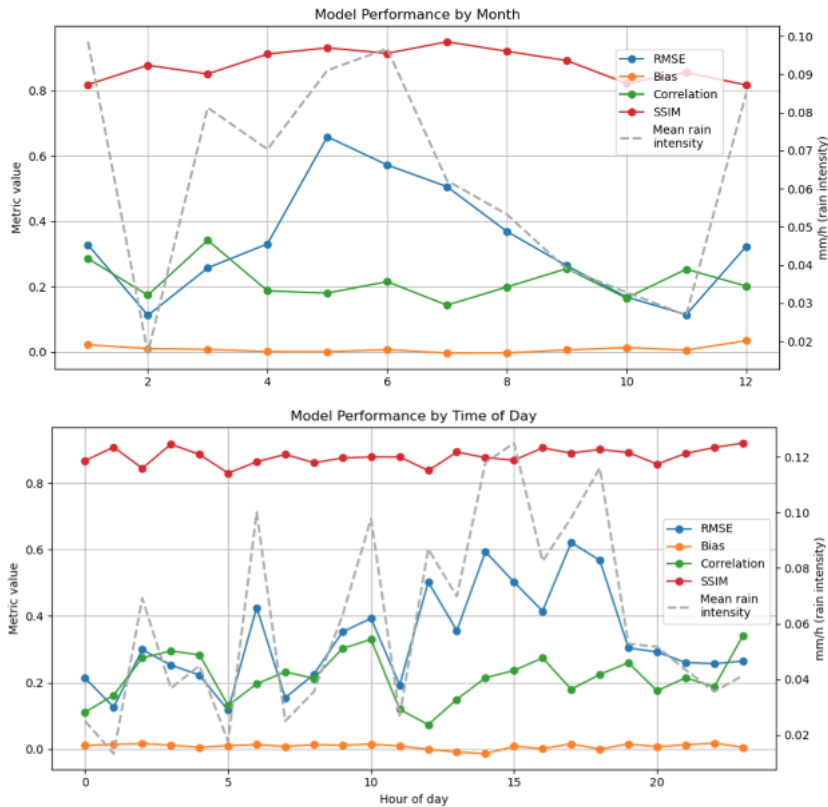 Model Performance by Month
Metric value
0.0
0.2
0.4
0.6
0.8
2
4
6
8
10
12
RMSE
Bias
Correlation
SSIM
Mean rain
intensity
0.10
0.09
0.08
0.07
0.06
0.05
0.04
0.03
0.02
mm/h (rain intensity)
Model Performance by Time of Day
Metric value
0.0
0.2
0.4
0.6
0.8
0
5
10
15
20
Hour of day
RMSE
Bias
Correlation
SSIM
Mean rain
intensity
0.12
0.10
0.08
0.06
0.04
0.02
mm/h (rain intensity)